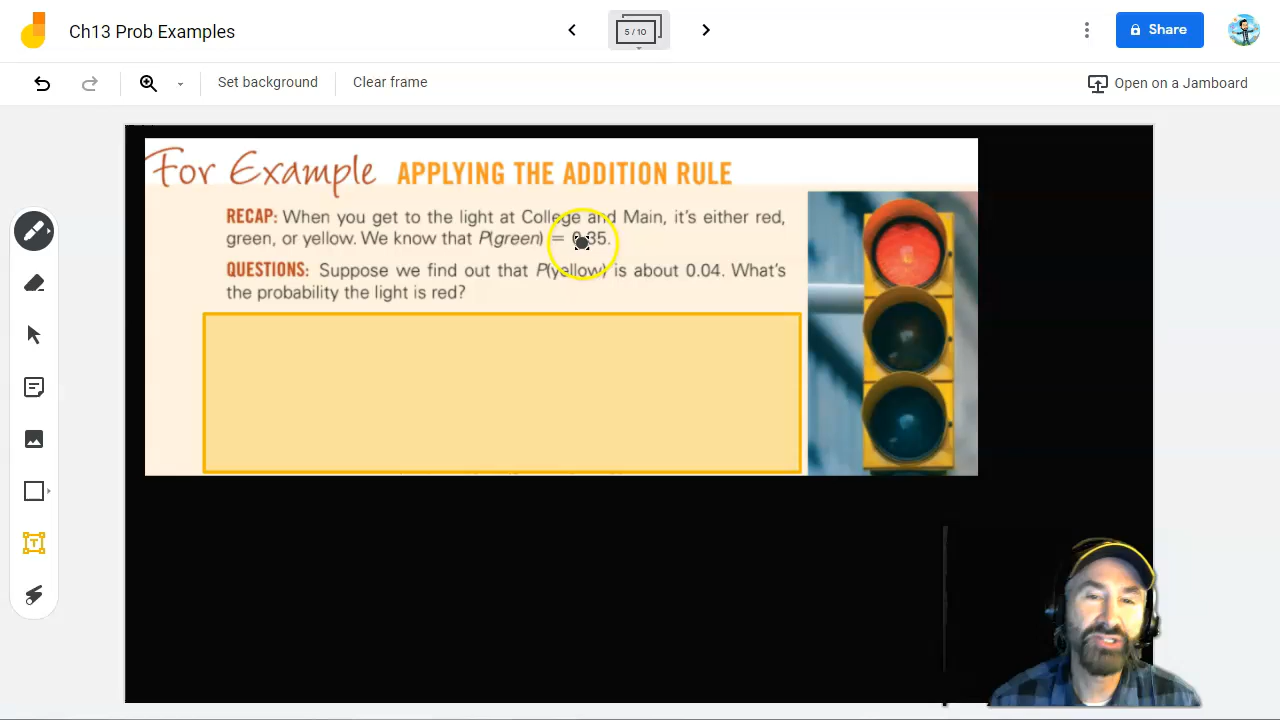 Ch13 Prob Examples
5 / 10
Share
Set background
Clear frame
Open on a Jamboard
For Example APPLYING THE ADDITION RULE
RECAP: When you get to the light at College and Main, it's either red,
green, or yellow. We know that P(green) = 0.35.
QUESTIONS: Suppose we find out that P(yellow) is about 0.04. What's
the probability the light is red?
T